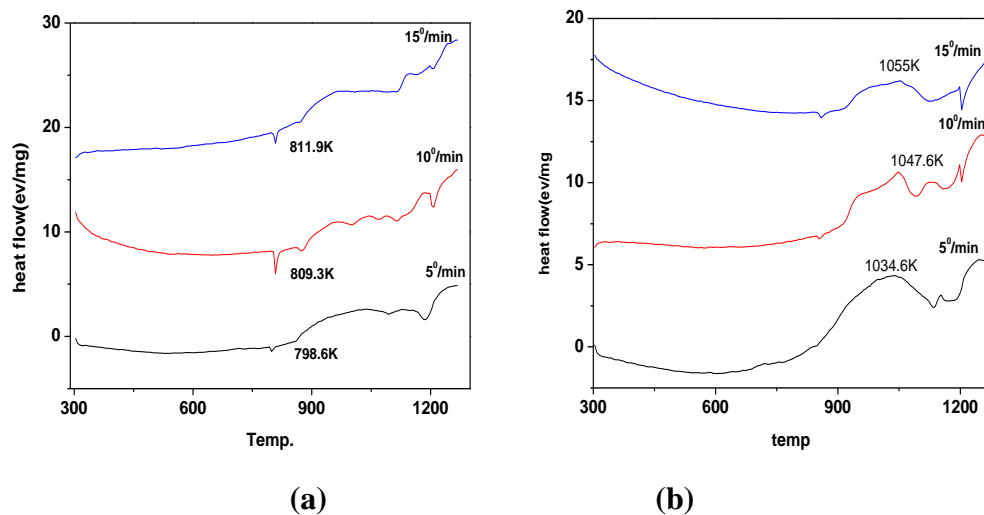 30
20
10
0
heat flow(ev/mg)
15⁰/min
811.9K
10⁰/min
809.3K
5⁰/min
798.6K
300
600
900
1200
Temp.
(a)
20
15
10
5
0
heat flow(ev/mg)
15⁰/min
1055K
10⁰/min
1047.6K
5⁰/min
1034.6K
300
600
900
1200
temp
(b)